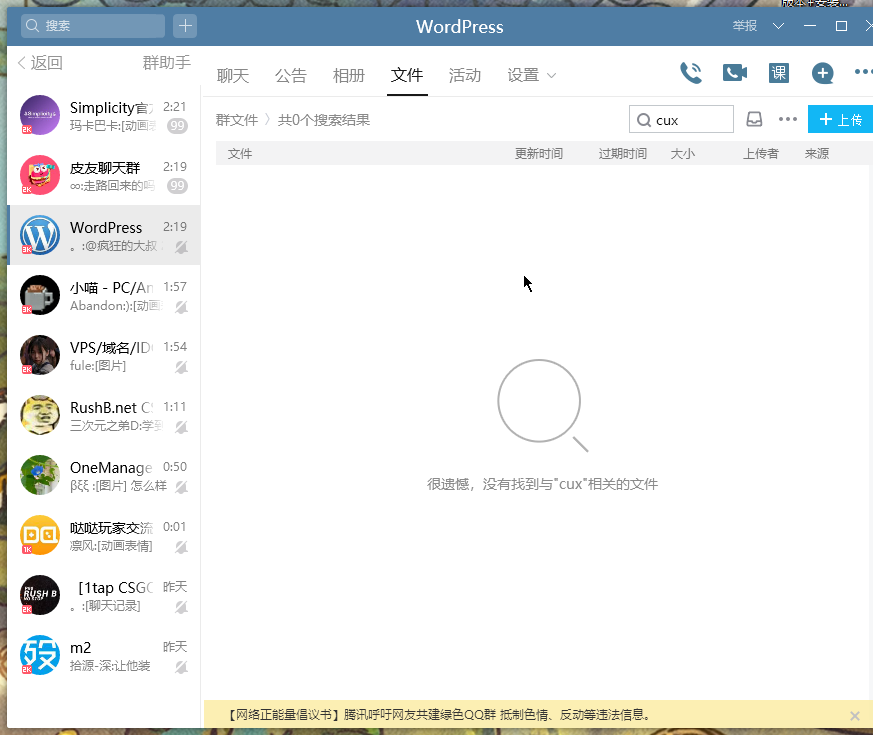 搜索
WordPress
举报
返回
群助手
聊天 公告 相册 文件 活动 设置
课
群文件 共0个搜索结果
cux
上传
文件 更新时间 过期时间 大小 上传者 来源
Simplicity官 2:21
玛卡巴卡:[动画 99
皮友聊天群 2:19
∞:走路回来的吗 99
WordPress 2:19
。:@疯狂的大叔
小喵 - PC/An 1:57
Abandon:):[动画
VPS/域名/IDC 1:54
fule:[图片]
RushB.net CS 1:11
三次元之弟D:学到
OneManage 0:50
βξξ :[图片] 怎么样
哒哒玩家交流 0:01
凛风:[动画表情]
[1tap CSGO 昨天
。:[聊天记录]
m2 昨天
拾源-深:让他装
很遗憾，没有找到与"cux"相关的文件
【网络正能量倡议书】腾讯呼吁网友共建绿色QQ群 抵制色情、反动等违法信息。